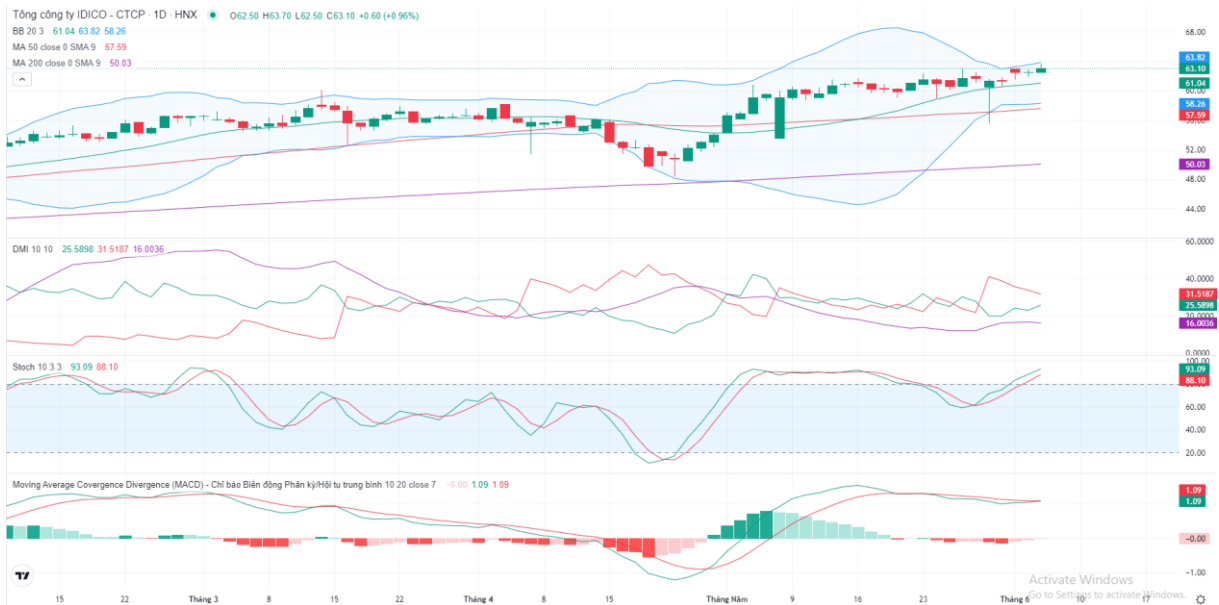 Tổng công ty IDICO - CTCP · 1D · HNX O62.50 H63.70 L62.50 C63.10 +0.60 (+0.96%)
BB 20 3 61.04 63.82 58.26
MA 50 close 0 SMA 9 57.59
MA 200 close 0 SMA 9 50.03
68.00
63.82
63.10
61.04
60.00
58.26
57.59
56.00
52.00
50.03
48.00
44.00
DMI 10 10 25.5898 31.5187 16.0036
60.0000
40.0000
31.5187
25.5898
20.0000
16.0036
0.0000
Stoch 10 3 3 93.09 88.10
100.00
93.09
88.10
60.00
40.00
20.00
Moving Average Covergence Divergence (MACD) - Chỉ báo Biến động Phân kỳ/Hội tụ trung bình 10 20 close 7 −0.00 1.09 1.09
1.09
1.09
−0.00
−1.00
Activate Windows
Go to Settings to activate Windows.
15 22 Tháng 3 8 15 22 Tháng 4 8 15 Tháng Năm 9 16 23 Tháng 6 10 17